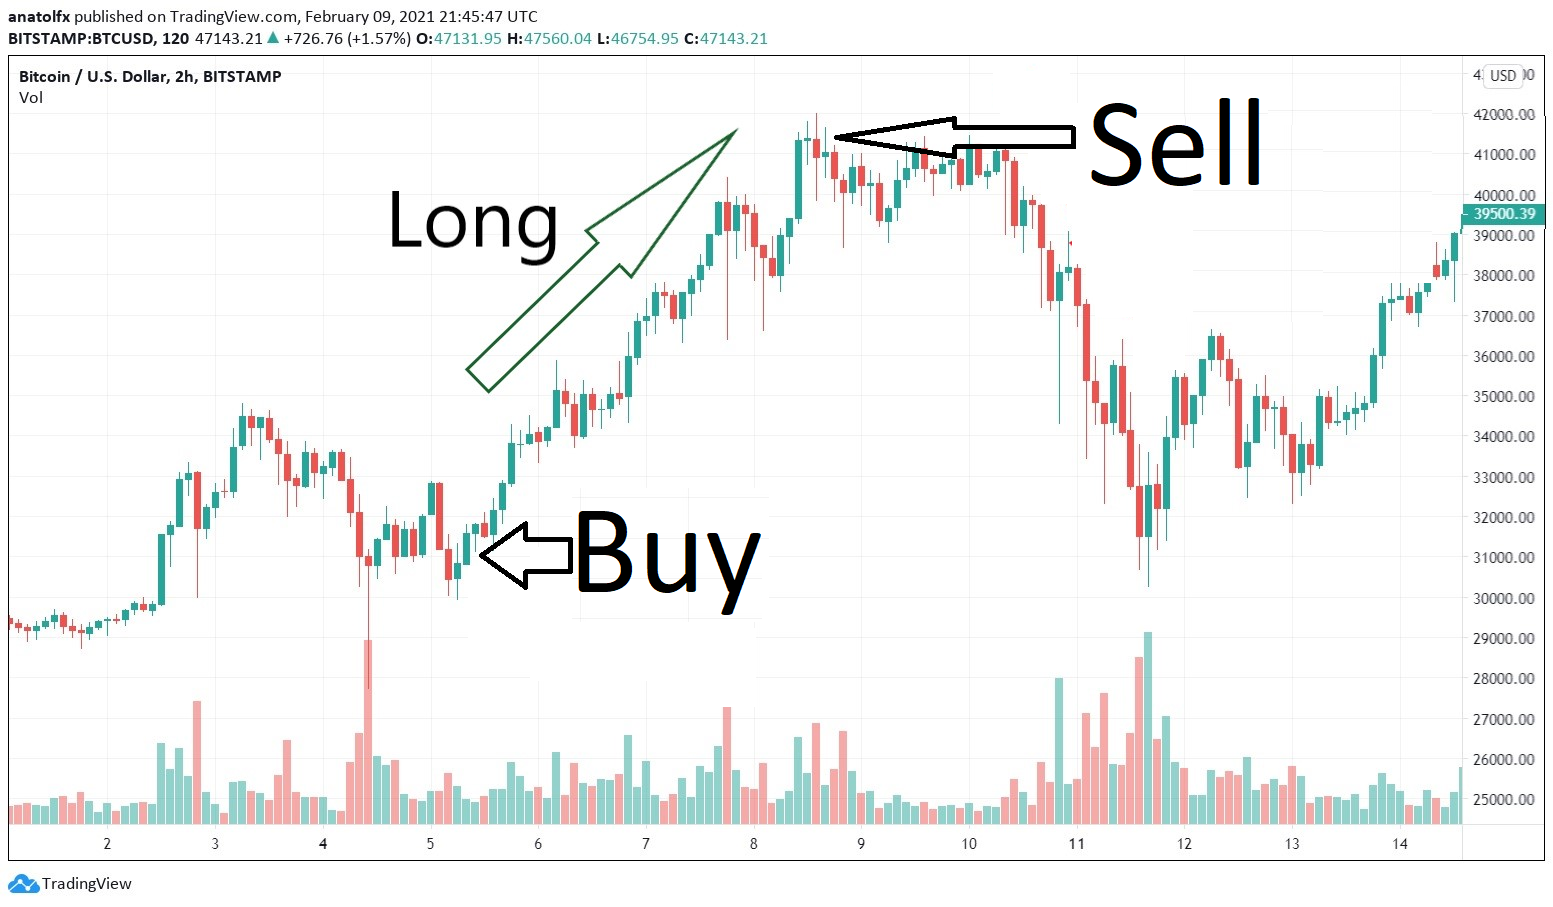 anatolfx published on TradingView.com, February 09, 2021 21:45:47 UTC
BITSTAMP:BTCUSD, 120 47143.21 ▲ +726.76 (+1.57%) O:47131.95 H:47560.04 L:46754.95 C:47143.21
Bitcoin / U.S. Dollar, 2h, BITSTAMP
Vol
USD
42000.00
41000.00
40000.00
39500.39
39000.00
38000.00
37000.00
36000.00
35000.00
34000.00
33000.00
32000.00
31000.00
30000.00
29000.00
28000.00
27000.00
26000.00
25000.00
Sell
Long
Buy
2 3 4 5 6 7 8 9 10 11 12 13 14
TradingView